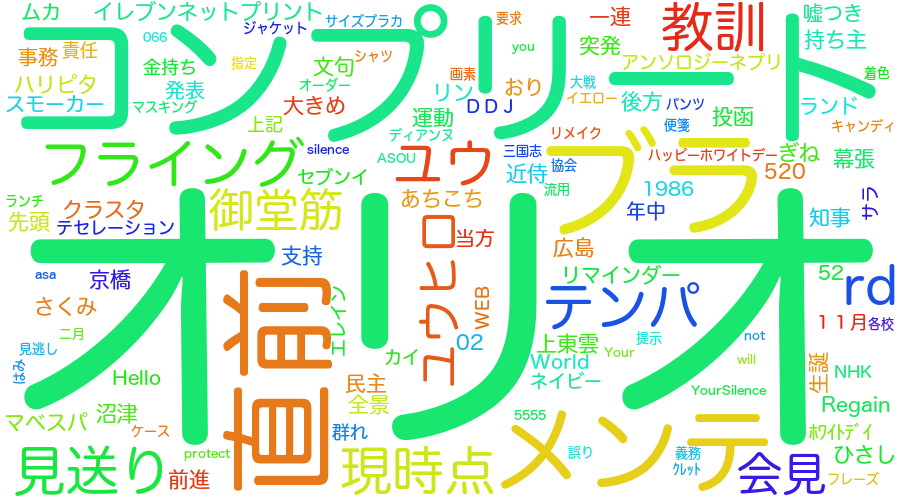 ムカ
イレブンネットプリント
サイズプラカ
要求
一連
教訓
嘘つき
持ち主
066
ジャケット
you
突発
アンソロジーネプリ
事務
責任
金持ち
指定
文句
シャツ
コンプリート
画素
大戦
着色
ハリピタ
発表
オーダー
リン
おり
イエロー
後方
パンツ
投函
ランド
スモーカー
マスキング
大きめ
DDJ
運動
便箋
キャンディ
上記
ディアンヌ
リメイク
フライング
silence
ASOU
ユウ
三国志
協会
ブラ
ハッピーホワイトデー
ぎね
幕張
セブンイ
近侍
520
流用
1986
ランチ
クラスタ
御堂筋
あちこち
年中
サラ
先頭
テセレーション
当方
知事
オリオ
支持
広島
asa
京橋
直前
エレイン
ユウヒロ
WEB
リマインダー
52
rd
さくみ
テンパ
11月
各校
二月
見逃し
カイ
02
上東雲
提示
not
Your
World
will
はみ
Hello
民主
ネイビー
生誕
NHK
YourSilence
マベスパ
沼津
全景
Regain
ケース
群れ
5555
メンテ
ﾎﾜｲﾄﾃﾞｲ
見送り
protect
現時点
誤り
義務
ひさし
前進
ｸﾚｯﾄ
会見
フレーズ